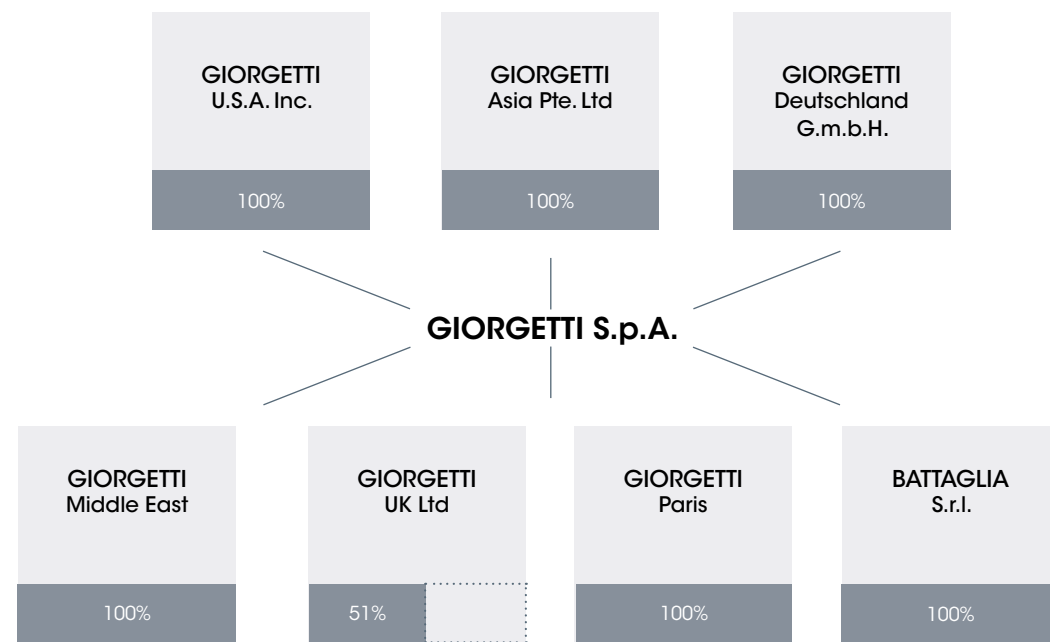 GIORGETTI
U.S.A. Inc.
100%
GIORGETTI
Asia Pte. Ltd
100%
GIORGETTI
Deutschland
G.m.b.H.
100%
GIORGETTI S.p.A.
GIORGETTI
Middle East
100%
GIORGETTI
UK Ltd
51%
GIORGETTI
Paris
100%
BATTAGLIA
S.r.l.
100%